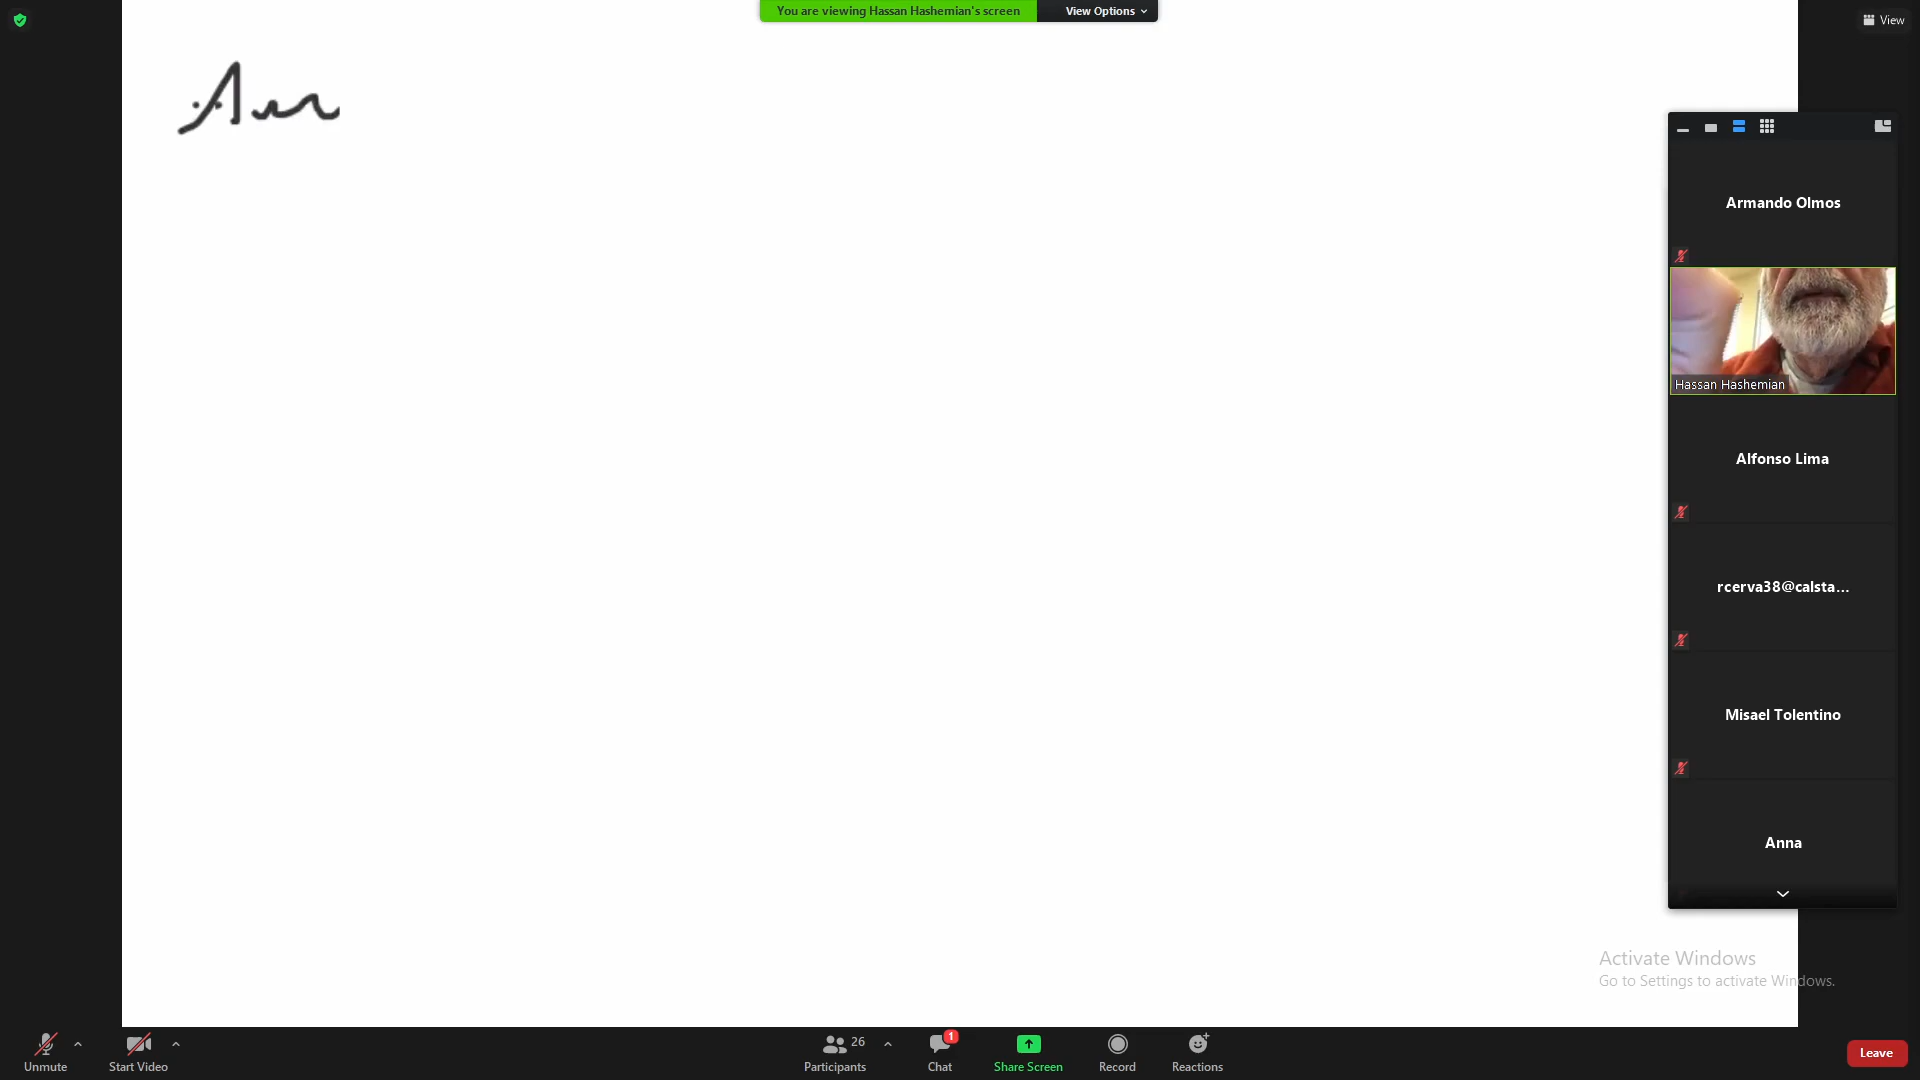 You are viewing Hassan Hashemian's screen
View Options
View
Armando Olmos
Hassan Hashemian
Alfonso Lima
rcerva38@calsta...
Misael Tolentino
Anna
Activate Windows
Go to Settings to activate Windows.
Unmute
Start Video
26
Participants
1
Chat
Share Screen
Record
Reactions
Leave